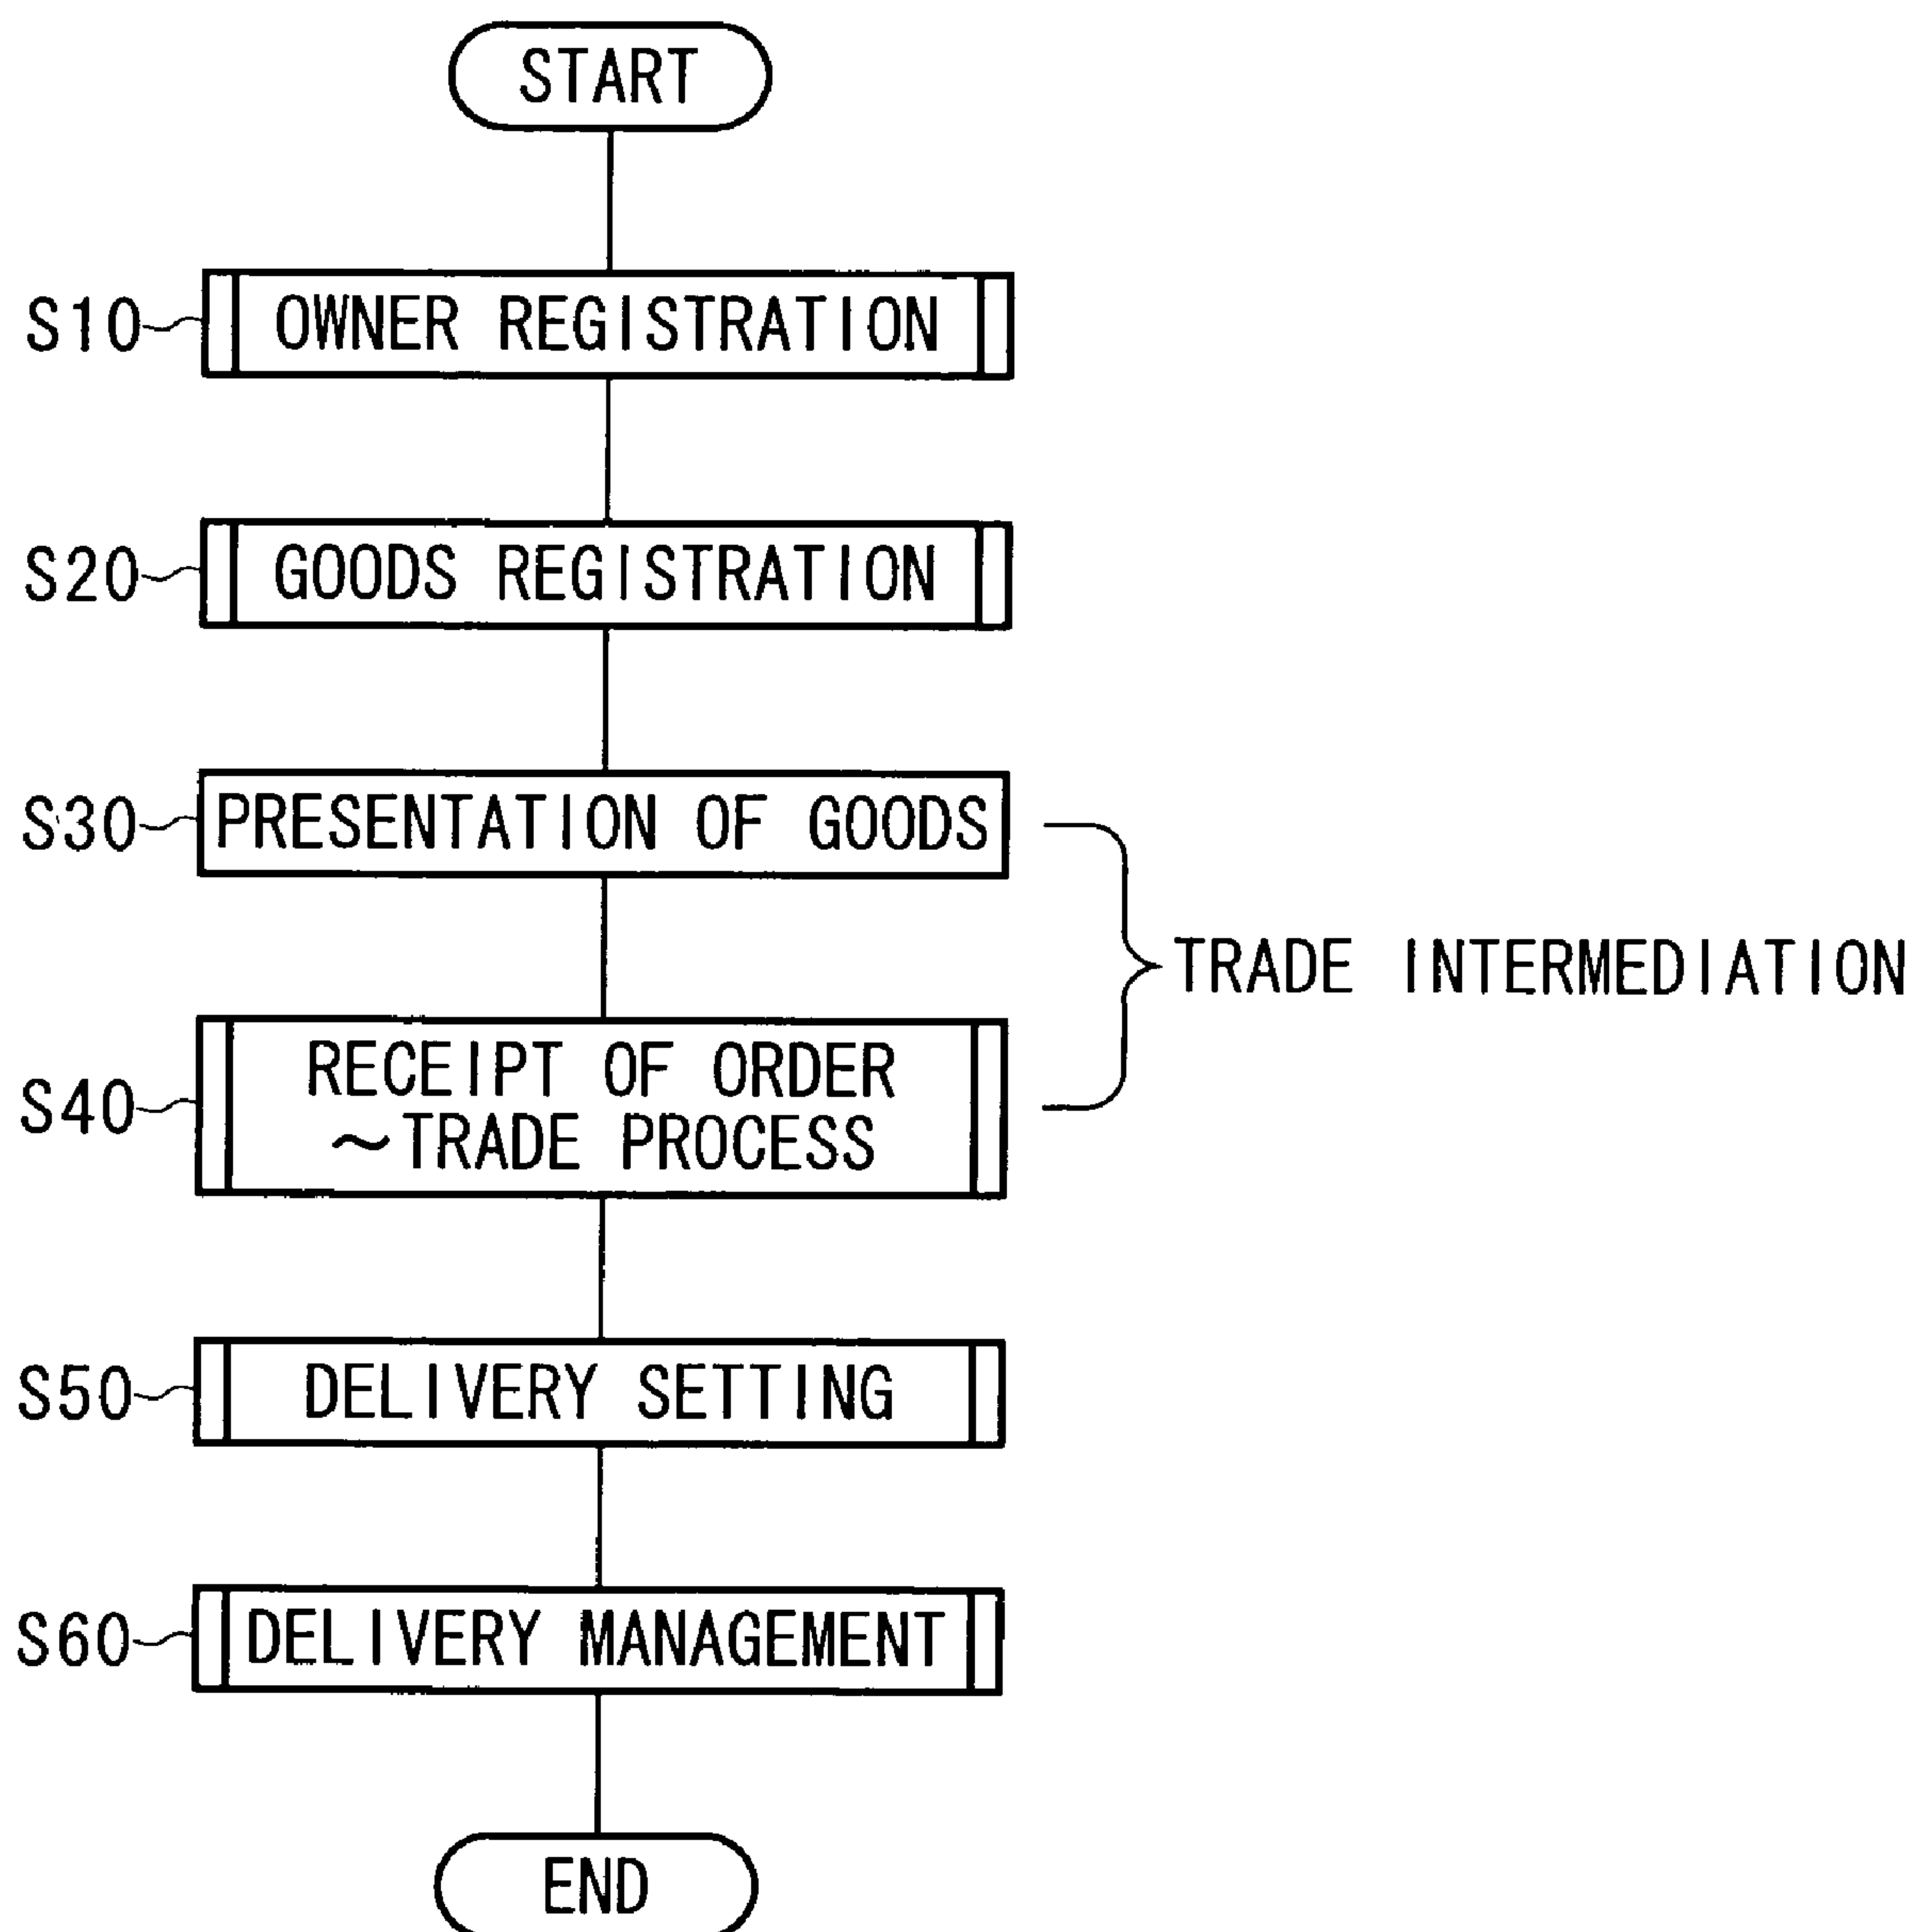 START
S10 OWNER REGISTRATION
S20 GOODS REGISTRATION
S30 PRESENTATION OF GOODS
TRADE INTERMEDIATION
S40 RECEIPT OF ORDER
~TRADE PROCESS
S50 DELIVERY SETTING
S60 DELIVERY MANAGEMENT
END